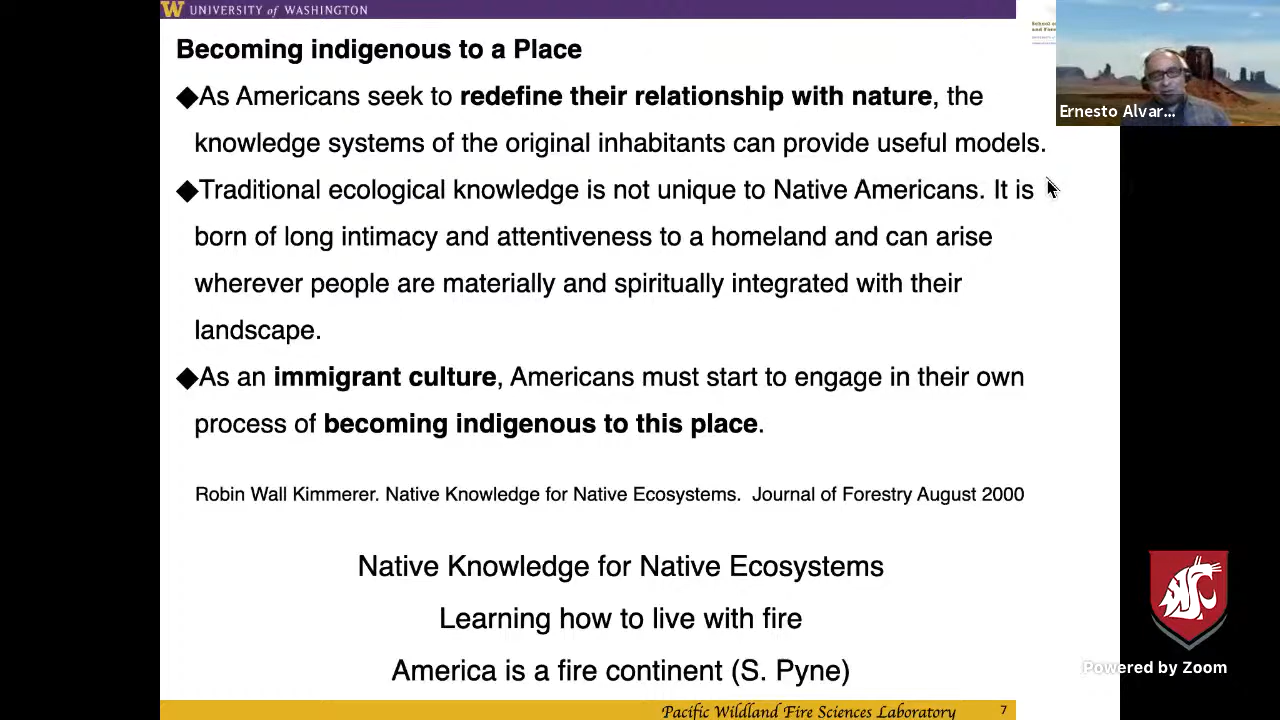 UNIVERSITY of WASHINGTON
Becoming indigenous to a Place
◆As Americans seek to redefine their relationship with nature, the
knowledge systems of the original inhabitants can provide useful models.
◆Traditional ecological knowledge is not unique to Native Americans. It is
born of long intimacy and attentiveness to a homeland and can arise
wherever people are materially and spiritually integrated with their
landscape.
◆As an immigrant culture, Americans must start to engage in their own
process of becoming indigenous to this place.
Robin Wall Kimmerer. Native Knowledge for Native Ecosystems. Journal of Forestry August 2000
Native Knowledge for Native Ecosystems
Learning how to live with fire
America is a fire continent (S. Pyne)
Pacific Wildland Fire Sciences Laboratory 7
Ernesto Alvar...
Powered by Zoom